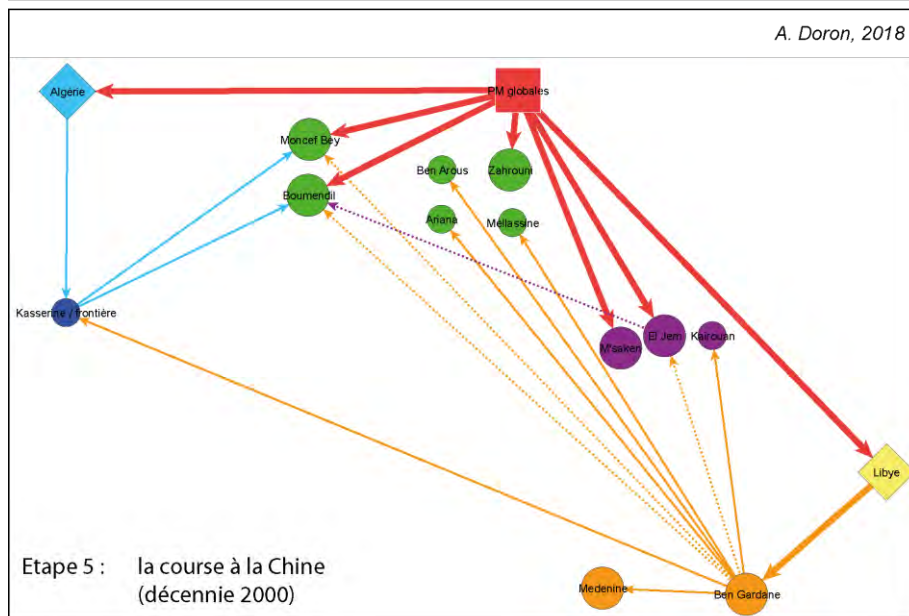 A. Doron, 2018
Algérie
PM globales
Moncef Bey
Ben Arous
Zahrouni
Boumendil
Ariana
Mellassine
Kasserine / frontière
M'saken
El Jem
Kairouan
Libye
Etape 5 : la course à la Chine
(décennie 2000)
Medenine
Ben Gardane